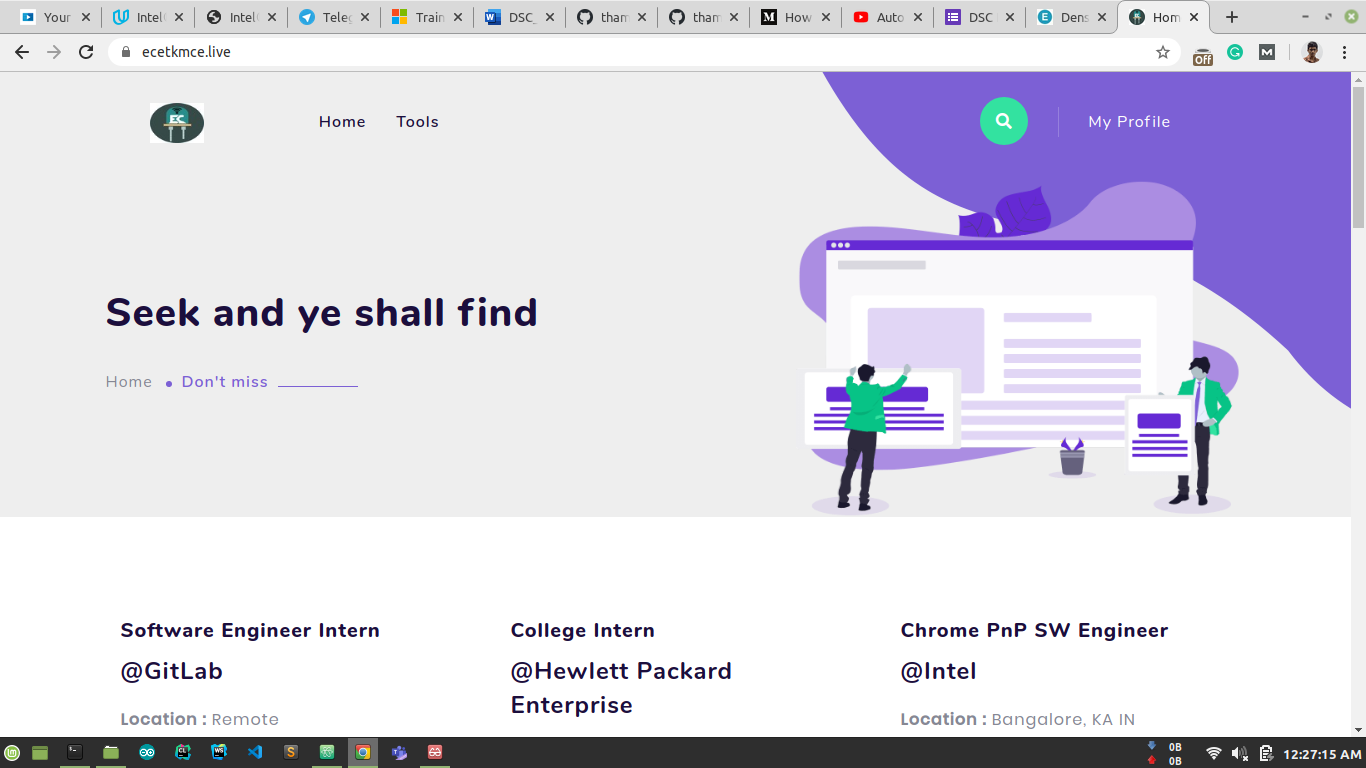 Your
Intel
Intel
Teleg
Train
DSC_
tham
tham
How
Auto
DSC
Dens
Hom
ecetkmce.live
Off
EC
Home Tools
My Profile
Seek and ye shall find
Home Don't miss
Software Engineer Intern
@GitLab
Location : Remote
College Intern
@Hewlett Packard
Enterprise
Chrome PnP SW Engineer
@Intel
Location : Bangalore, KA IN
0B
0B
12:27:15 AM